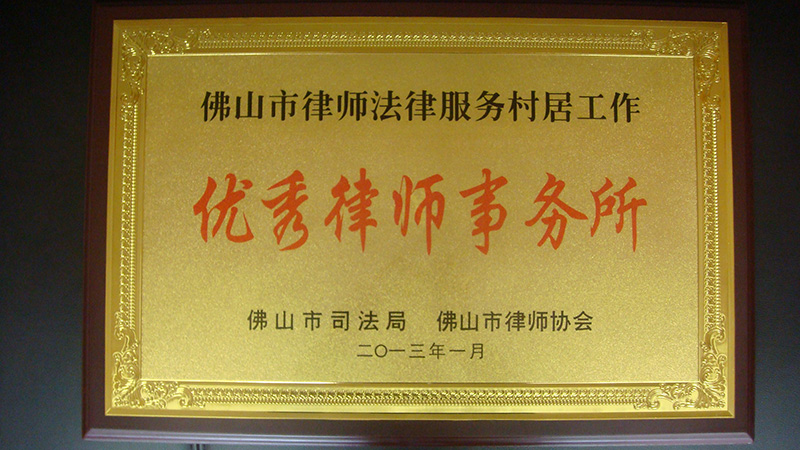 佛山市律师法律服务村居工作
优秀律师事务所
佛山市司法局 佛山市律师协会
二〇一三年一月